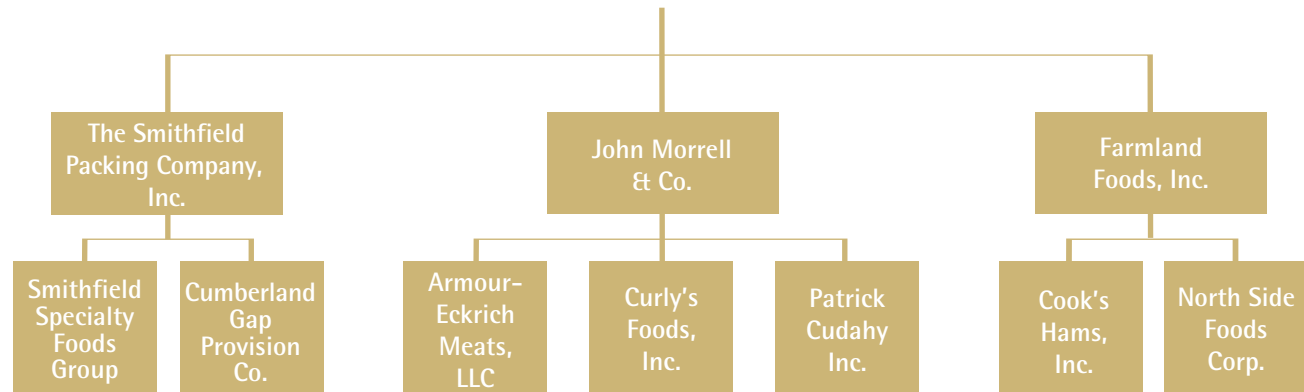 The Smithfield
Packing Company,
Inc.
John Morrell
& Co.
Farmland
Foods, Inc.
Smithfield
Specialty
Foods
Group
Cumberland
Gap
Provision
Co.
Armour-
Eckrich
Meats,
LLC
Curly’s
Foods,
Inc.
Patrick
Cudahy
Inc.
Cook’s
Hams,
Inc.
North Side
Foods
Corp.